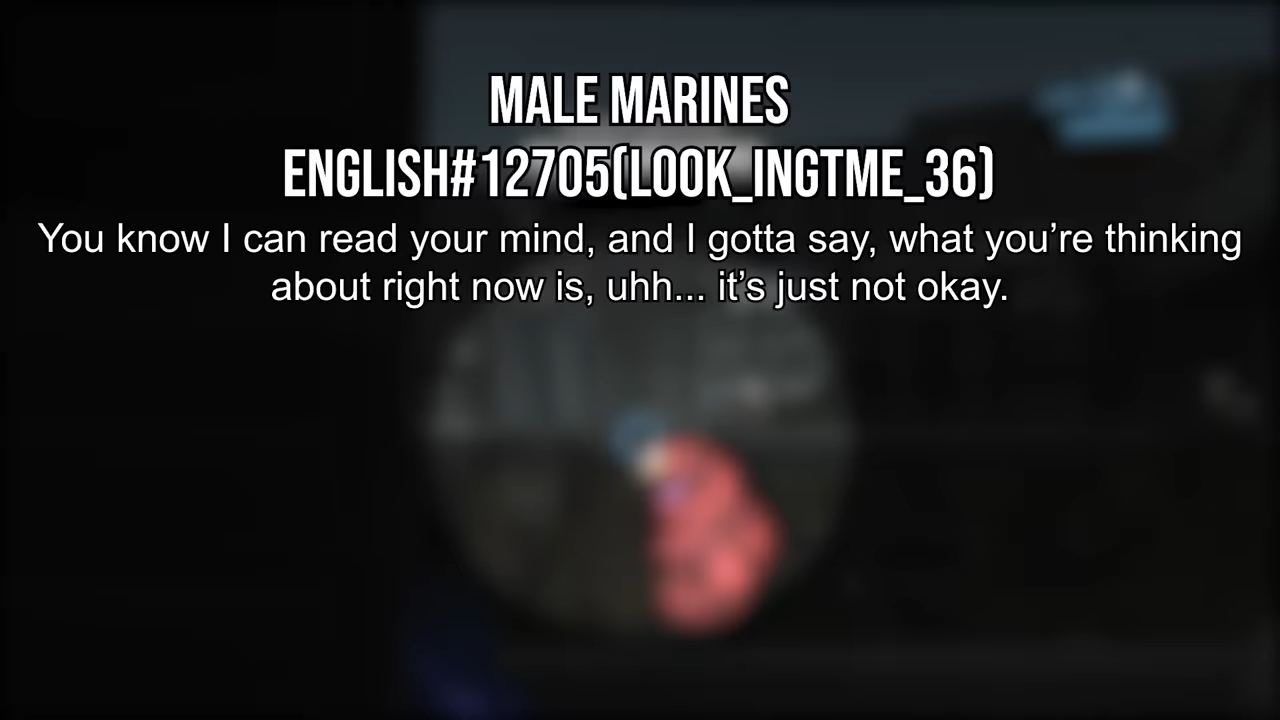 MALE MARINES
ENGLISH#12705(LOOK_INGTME_36)
You know I can read your mind, and I gotta say, what you’re thinking
about right now is, uhh... it’s just not okay.